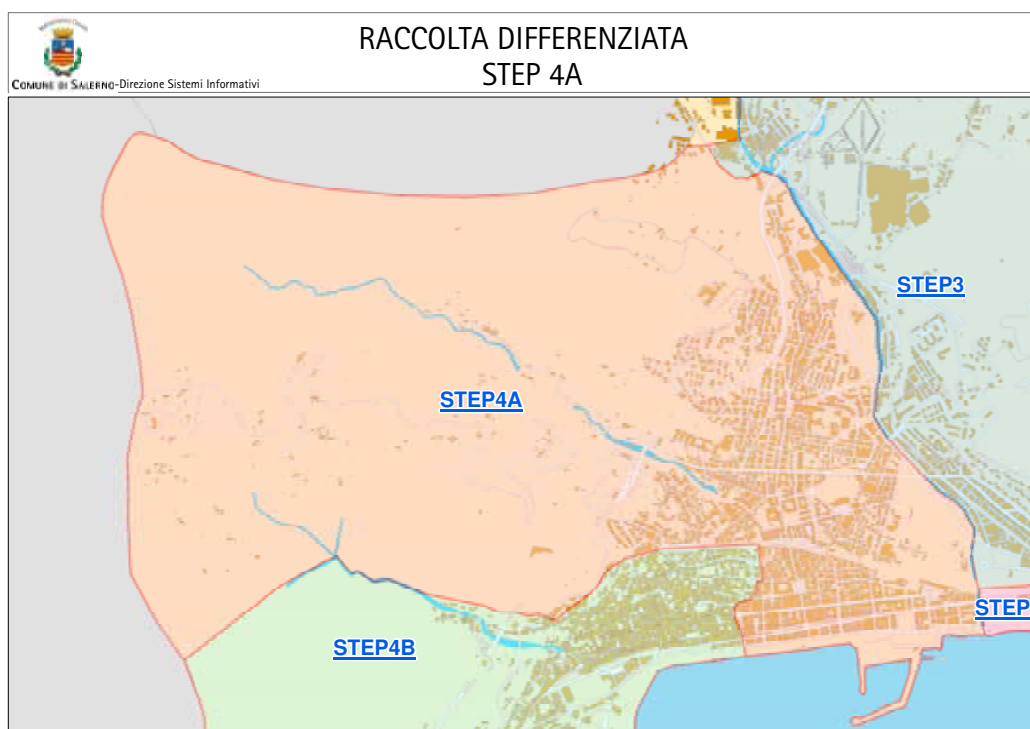 RACCOLTA DIFFERENZIATA
STEP 4A
COMUNE DI SALERNO-Direzione Sistemi Informativi
STEP3
STEP4A
STEP
STEP4B